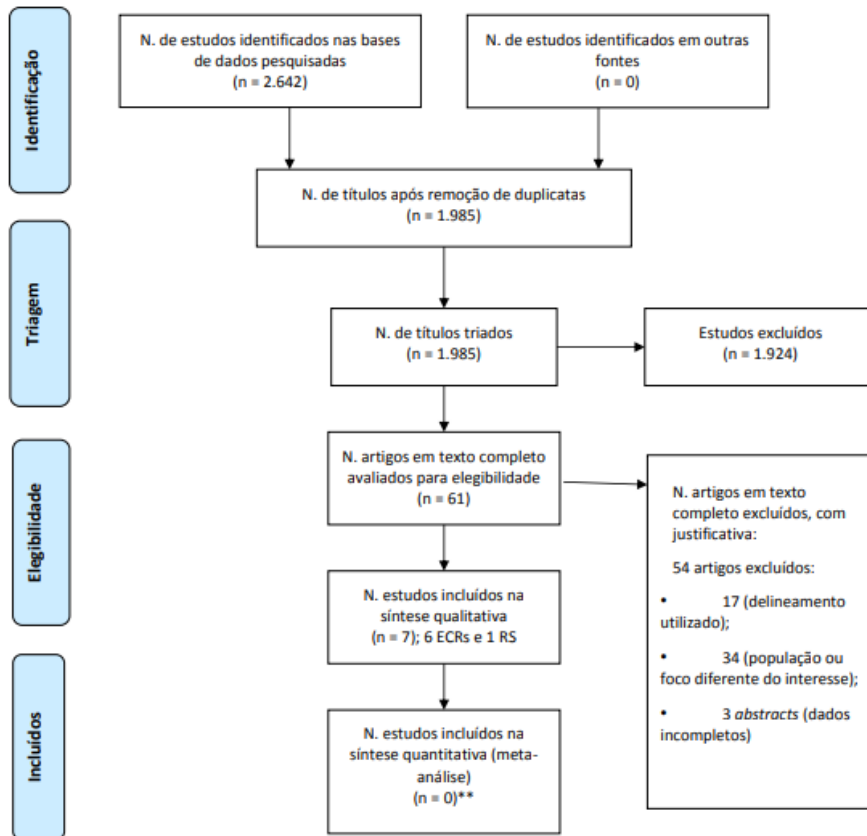 Identificação
N. de estudos identificados nas bases
de dados pesquisadas
(n = 2.642)
N. de estudos identificados em outras
fontes
(n = 0)
N. de títulos após remoção de duplicatas
(n = 1.985)
Triagem
N. de títulos triados
(n = 1.985)
Estudos excluídos
(n = 1.924)
Elegibilidade
N. artigos em texto completo
avaliados para elegibilidade
(n = 61)
N. artigos em texto
completo excluídos, com
justificativa:
54 artigos excluídos:
• 17 (delineamento
utilizado);
• 34 (população ou
foco diferente do interesse);
• 3 abstracts (dados
incompletos)
N. estudos incluídos na
síntese qualitativa
(n = 7); 6 ECRs e 1 RS
Incluídos
N. estudos incluídos na
síntese quantitativa (meta-
análise)
(n = 0)**